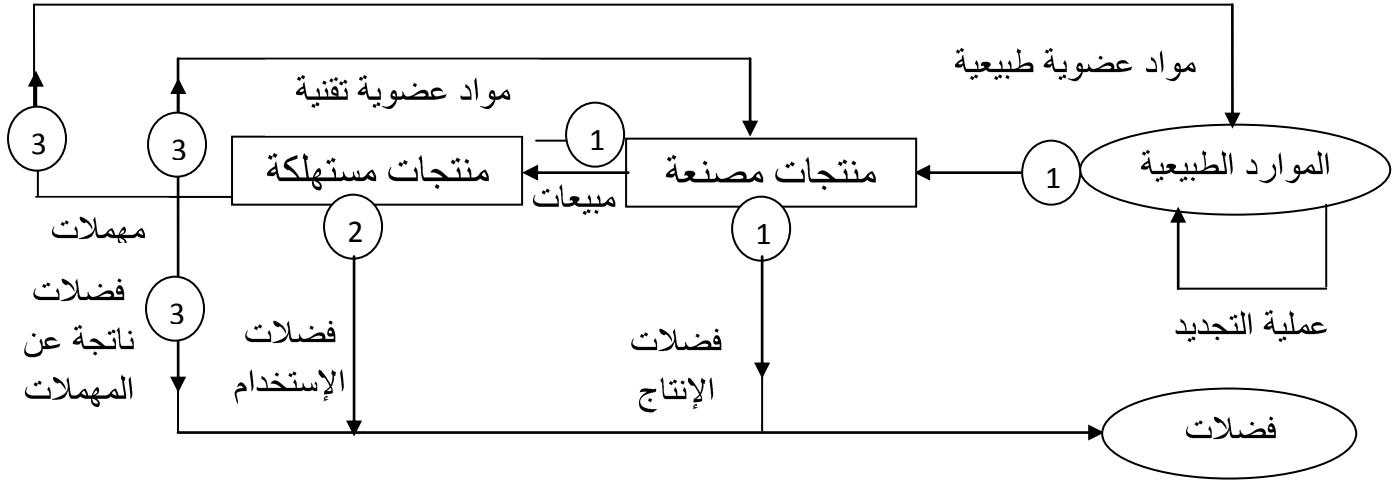 مواد عضوية طبيعية
مواد عضوية تقنية
3
3
1
الموارد الطبيعية
1
منتجات مصنعة
منتجات مستهلكة
مبيعات
1
2
مهملات
عملية التجديد
3
فضلات
ناتجة عن
المهملات
فضلات
الإستخدام
فضلات
الإنتاج
فضلات